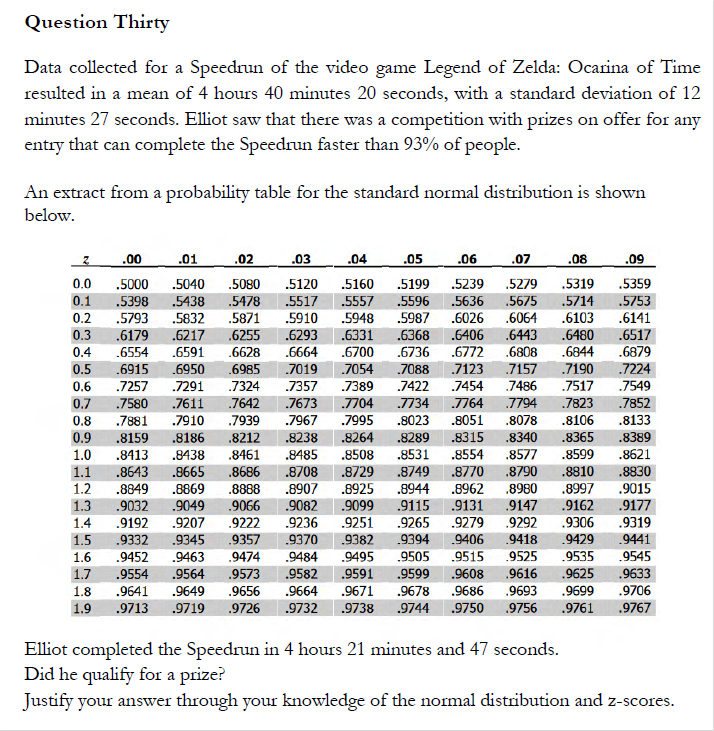 Question Thirty
Data collected for a Speedrun of the video game Legend of Zelda: Ocarina of Time
resulted in a mean of 4 hours 40 minutes 20 seconds, with a standard deviation of 12
minutes 27 seconds. Elliot saw that there was a competition with prizes on offer for any
entry that can complete the Speedrun faster than 93% of people.
An extract from a probability table for the standard normal distribution is shown
below.
z .00 .01 .02 .03 .04 .05 .06 .07 .08 .09
0.0 .5000 .5040 .5080 .5120 .5160 .5199 .5239 .5279 .5319 .5359
0.1 .5398 .5438 .5478 .5517 .5557 .5596 .5636 .5675 .5714 .5753
0.2 .5793 .5832 .5871 .5910 .5948 .5987 .6026 .6064 .6103 .6141
0.3 .6179 .6217 .6255 .6293 .6331 .6368 .6406 .6443 .6480 .6517
0.4 .6554 .6591 .6628 .6664 .6700 .6736 .6772 .6808 .6844 .6879
0.5 .6915 .6950 .6985 .7019 .7054 .7088 .7123 .7157 .7190 .7224
0.6 .7257 .7291 .7324 .7357 .7389 .7422 .7454 .7486 .7517 .7549
0.7 .7580 .7611 .7642 .7673 .7704 .7734 .7764 .7794 .7823 .7852
0.8 .7881 .7910 .7939 .7967 .7995 .8023 .8051 .8078 .8106 .8133
0.9 .8159 .8186 .8212 .8238 .8264 .8289 .8315 .8340 .8365 .8389
1.0 .8413 .8438 .8461 .8485 .8508 .8531 .8554 .8577 .8599 .8621
1.1 .8643 .8665 .8686 .8708 .8729 .8749 .8770 .8790 .8810 .8830
1.2 .8849 .8869 .8888 .8907 .8925 .8944 .8962 .8980 .8997 .9015
1.3 .9032 .9049 .9066 .9082 .9099 .9115 .9131 .9147 .9162 .9177
1.4 .9192 .9207 .9222 .9236 .9251 .9265 .9279 .9292 .9306 .9319
1.5 .9332 .9345 .9357 .9370 .9382 .9394 .9406 .9418 .9429 .9441
1.6 .9452 .9463 .9474 .9484 .9495 .9505 .9515 .9525 .9535 .9545
1.7 .9554 .9564 .9573 .9582 .9591 .9599 .9608 .9616 .9625 .9633
1.8 .9641 .9649 .9656 .9664 .9671 .9678 .9686 .9693 .9699 .9706
1.9 .9713 .9719 .9726 .9732 .9738 .9744 .9750 .9756 .9761 .9767
Elliot completed the Speedrun in 4 hours 21 minutes and 47 seconds.
Did he qualify for a prize?
Justify your answer through your knowledge of the normal distribution and z-scores.